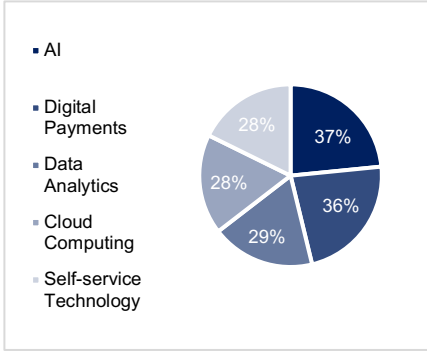 AI
Digital
Payments
Data
Analytics
Cloud
Computing
Self-service
Technology
37%
36%
29%
28%
28%